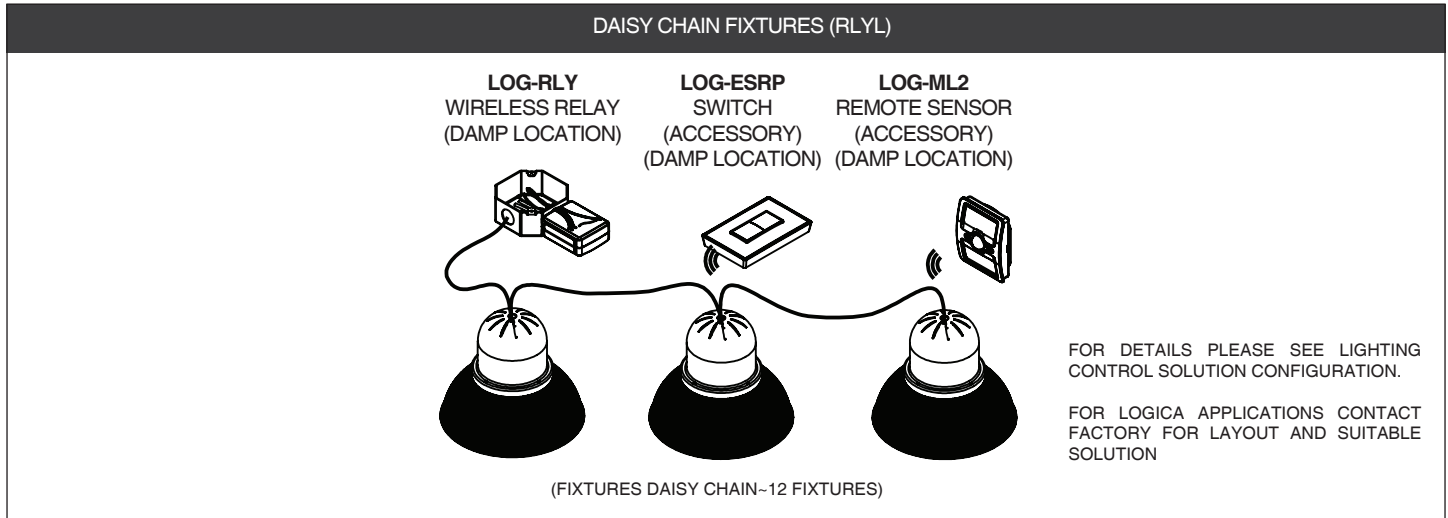 DAISY CHAIN FIXTURES (RLYL)
LOG-RLY
WIRELESS RELAY
(DAMP LOCATION)
LOG-ESRP
SWITCH
(ACCESSORY)
(DAMP LOCATION)
LOG-ML2
REMOTE SENSOR
(ACCESSORY)
(DAMP LOCATION)
FOR DETAILS PLEASE SEE LIGHTING
CONTROL SOLUTION CONFIGURATION.
FOR LOGICA APPLICATIONS CONTACT
FACTORY FOR LAYOUT AND SUITABLE
SOLUTION
(FIXTURES DAISY CHAIN~12 FIXTURES)